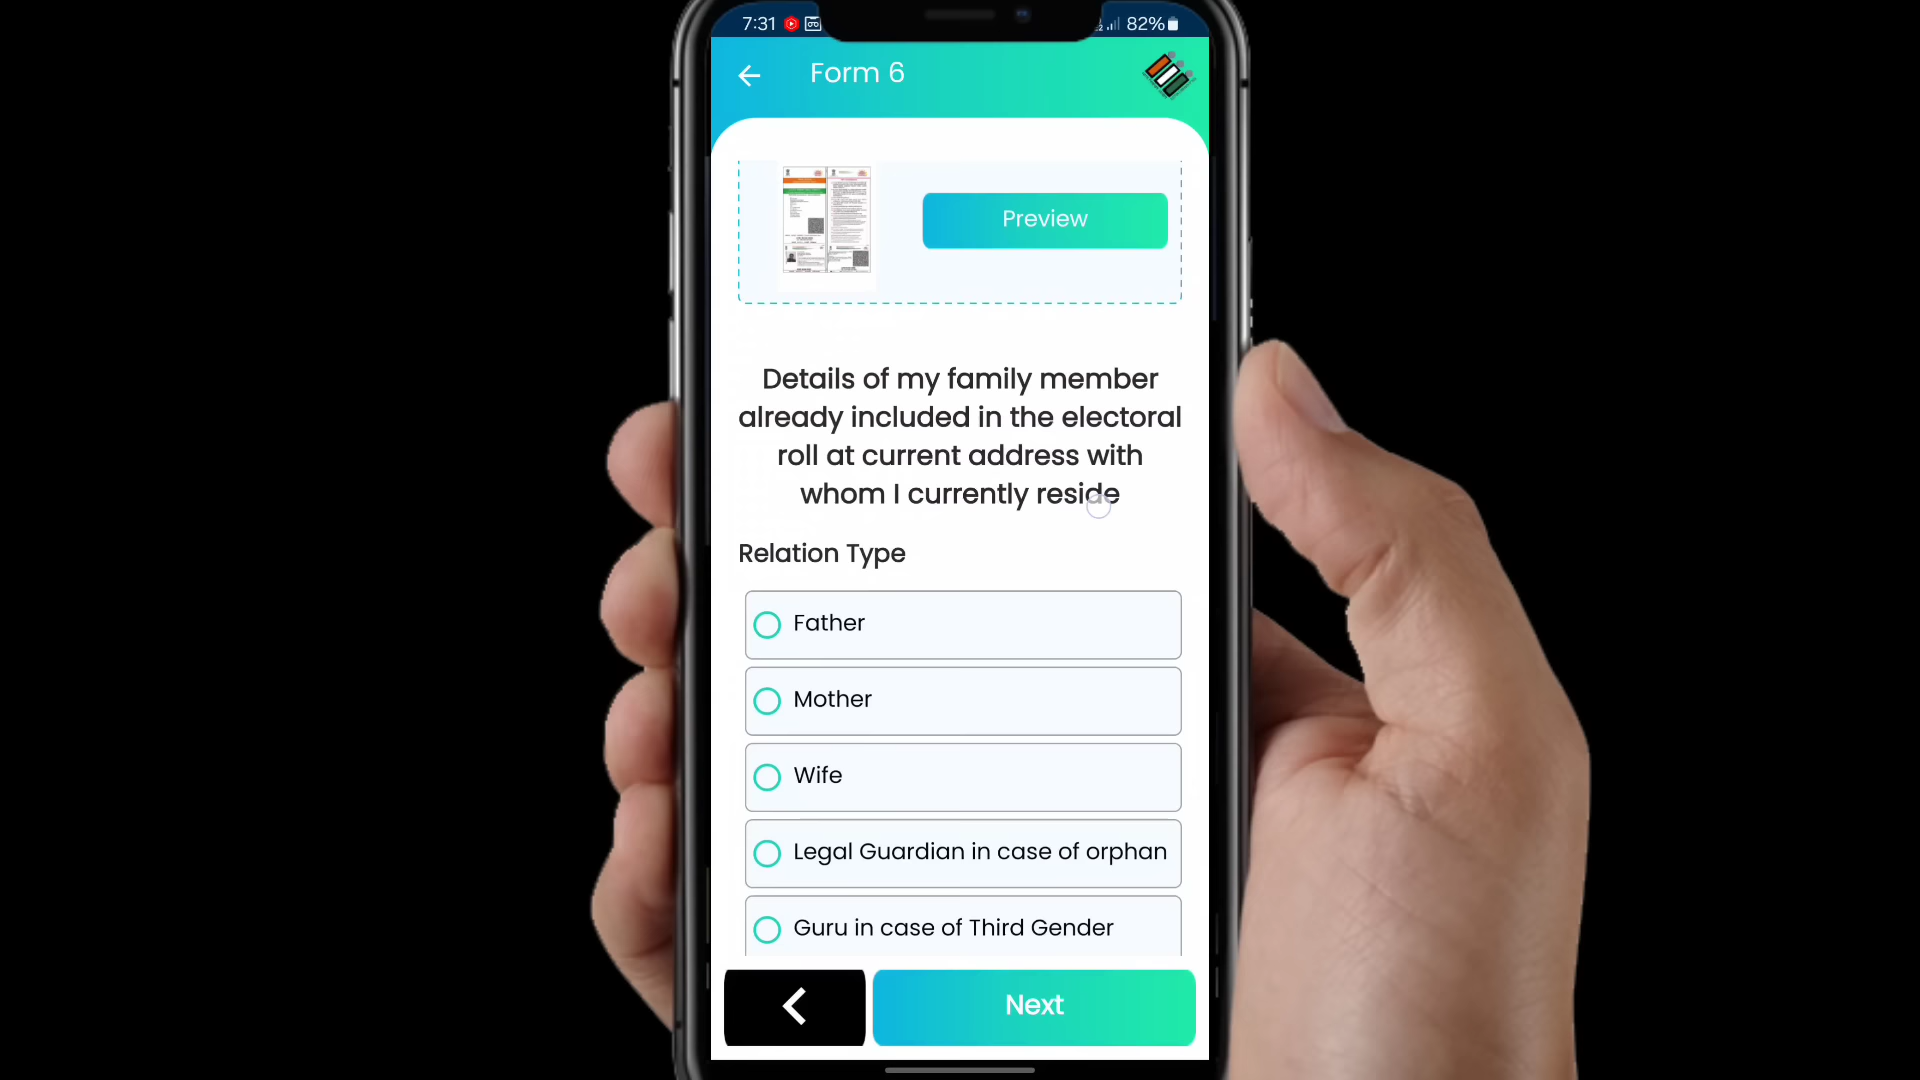 7:31
82%
Form 6
Preview
Details of my family member
already included in the electoral
roll at current address with
whom I currently reside
Relation Type
Father
Mother
Wife
Legal Guardian in case of orphan
Guru in case of Third Gender
Next